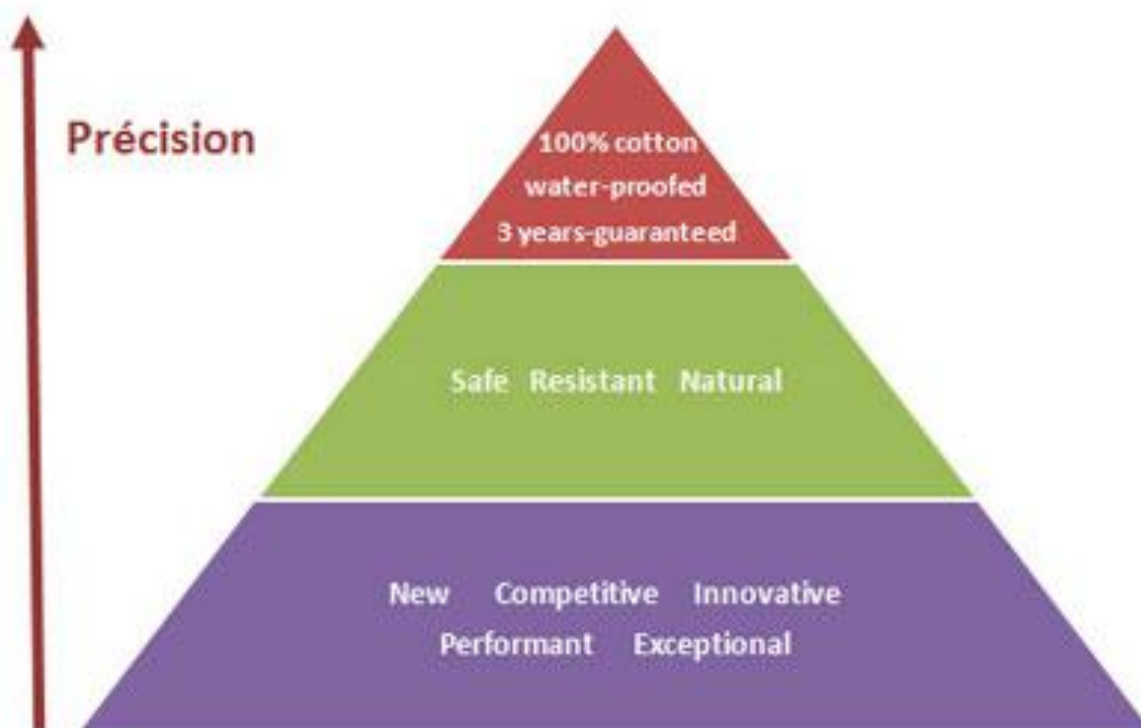 Précision
100% cotton
water-proofed
3 years-guaranteed
Safe Resistant Natural
New Competitive Innovative
Performant Exceptional